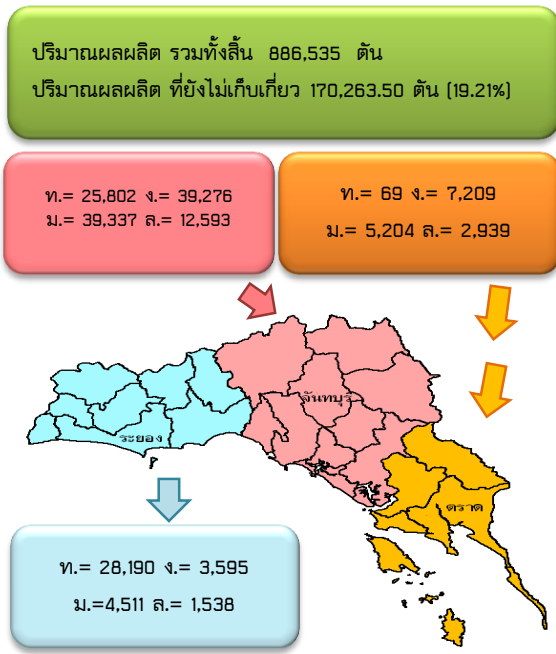 ปริมาณผลผลิต รวมทั้งสิ้น 886,535 ตัน
ปริมาณผลผลิต ที่ยังไม่เก็บเกี่ยว 170,263.50 ตัน (19.21%)
ท.= 25,802 ง.= 39,276
ม.= 39,337 ล.= 12,593
ท.= 69 ง.= 7,209
ม.= 5,204 ล.= 2,939
จันทบุรี
ระยอง
ตราด
ท.= 28,190 ง.= 3,595
ม.=4,511 ล.= 1,538